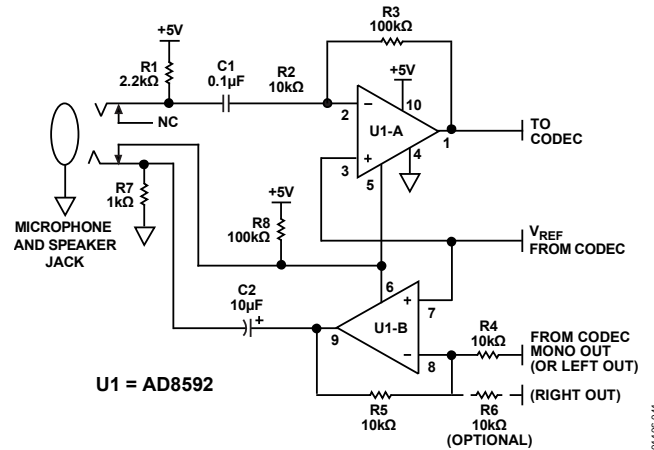 +5V
R1
2.2kΩ
C1
0.1µF
R2
10kΩ
R3
100kΩ
+5V
10
2
−
U1-A
+
3
4
5
1
TO
CODEC
NC
R7
1kΩ
MICROPHONE
AND SPEAKER
JACK
+5V
R8
100kΩ
VREF
FROM CODEC
C2
10µF
+
6
+
7
U1-B
9
−
8
R4
10kΩ
FROM CODEC
MONO OUT
(OR LEFT OUT)
U1 = AD8592
R5
10kΩ
R6
10kΩ
(OPTIONAL)
(RIGHT OUT)